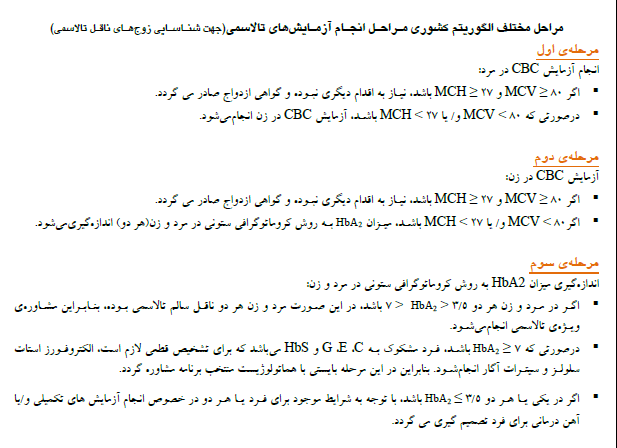 مراحل مختلف الگوریتم کشوری مراحل انجام آزمایش‌های تالاسمی(جهت شناسایی زوج‌های ناقل تالاسمی)
مرحله‌ی اول
انجام آزمایش CBC در مرد:
▪ اگر MCV ≥ ۸۰ و MCH ≥ ۲۷ باشد، نیاز به اقدام دیگری نبوده و گواهی ازدواج صادر می گردد.
▪ درصورتی که MCV < ۸۰ و/ یا MCH < ۲۷ باشد، آزمایش CBC در زن انجام‌می‌شود.
مرحله‌ی دوم
آزمایش CBC در زن:
▪ اگر MCV ≥ ۸۰ و MCH ≥ ۲۷ باشد، نیاز به اقدام دیگری نبوده و گواهی ازدواج صادر می گردد.
▪ اگر MCV < ۸۰ و/ یا MCH < ۲۷ باشد، میزان HbA₂ به روش کروماتوگرافی ستونی در مرد و زن(هر دو) اندازه‌گیری‌می‌شود.
مرحله‌ی سوم
اندازه‌گیری میزان HbA2 به روش کروماتوگرافی ستونی در مرد و زن:
▪ اگر در مرد و زن هر دو ۳/۵ < HbA₂ < ۷ باشد، در این صورت مرد و زن هر دو ناقل سالم تالاسمی بوده، بنابراین مشاوره‌ی
ویژه‌ی تالاسمی انجام‌می‌شود.
▪ درصورتی که HbA₂ ≥ ۷ باشد، فرد مشکوک به G ،E ،C و HbS می‌باشد که برای تشخیص قطعی لازم است، الکتروفورز استات
سلولز و سیترات آگار انجام‌شود. بنابراین در این مرحله بایستی با هماتولوژیست منتخب برنامه مشاوره گردد.
▪ اگر در یکی یا هر دو HbA₂ ≤ ۳/۵ باشد، با توجه به شرایط موجود برای فرد یا هر دو در خصوص انجام آزمایش های تکمیلی و/یا
آهن درمانی برای فرد تصمیم گیری می گردد.